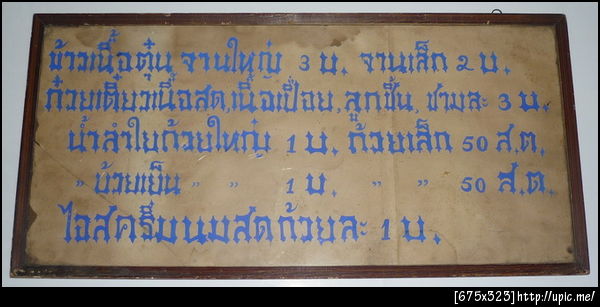 ข้าวเนื้อตุ๋น จานใหญ่ 3 บ. จานเล็ก 2 บ.
ก๋วยเตี๋ยวเนื้อสด,เนื้อเปื่อย, ลูกชิ้น, ชามละ 3 บ.
น้ำลำใยถ้วยใหญ่ 1 บ. ถ้วยเล็ก 50 ส.ต.
" บ๊วยเย็น " " 1 บ. " " 50 ส.ต.
ไอสครีมนมสดถ้วยละ 1 บ.
[675x323]http://upic.me/